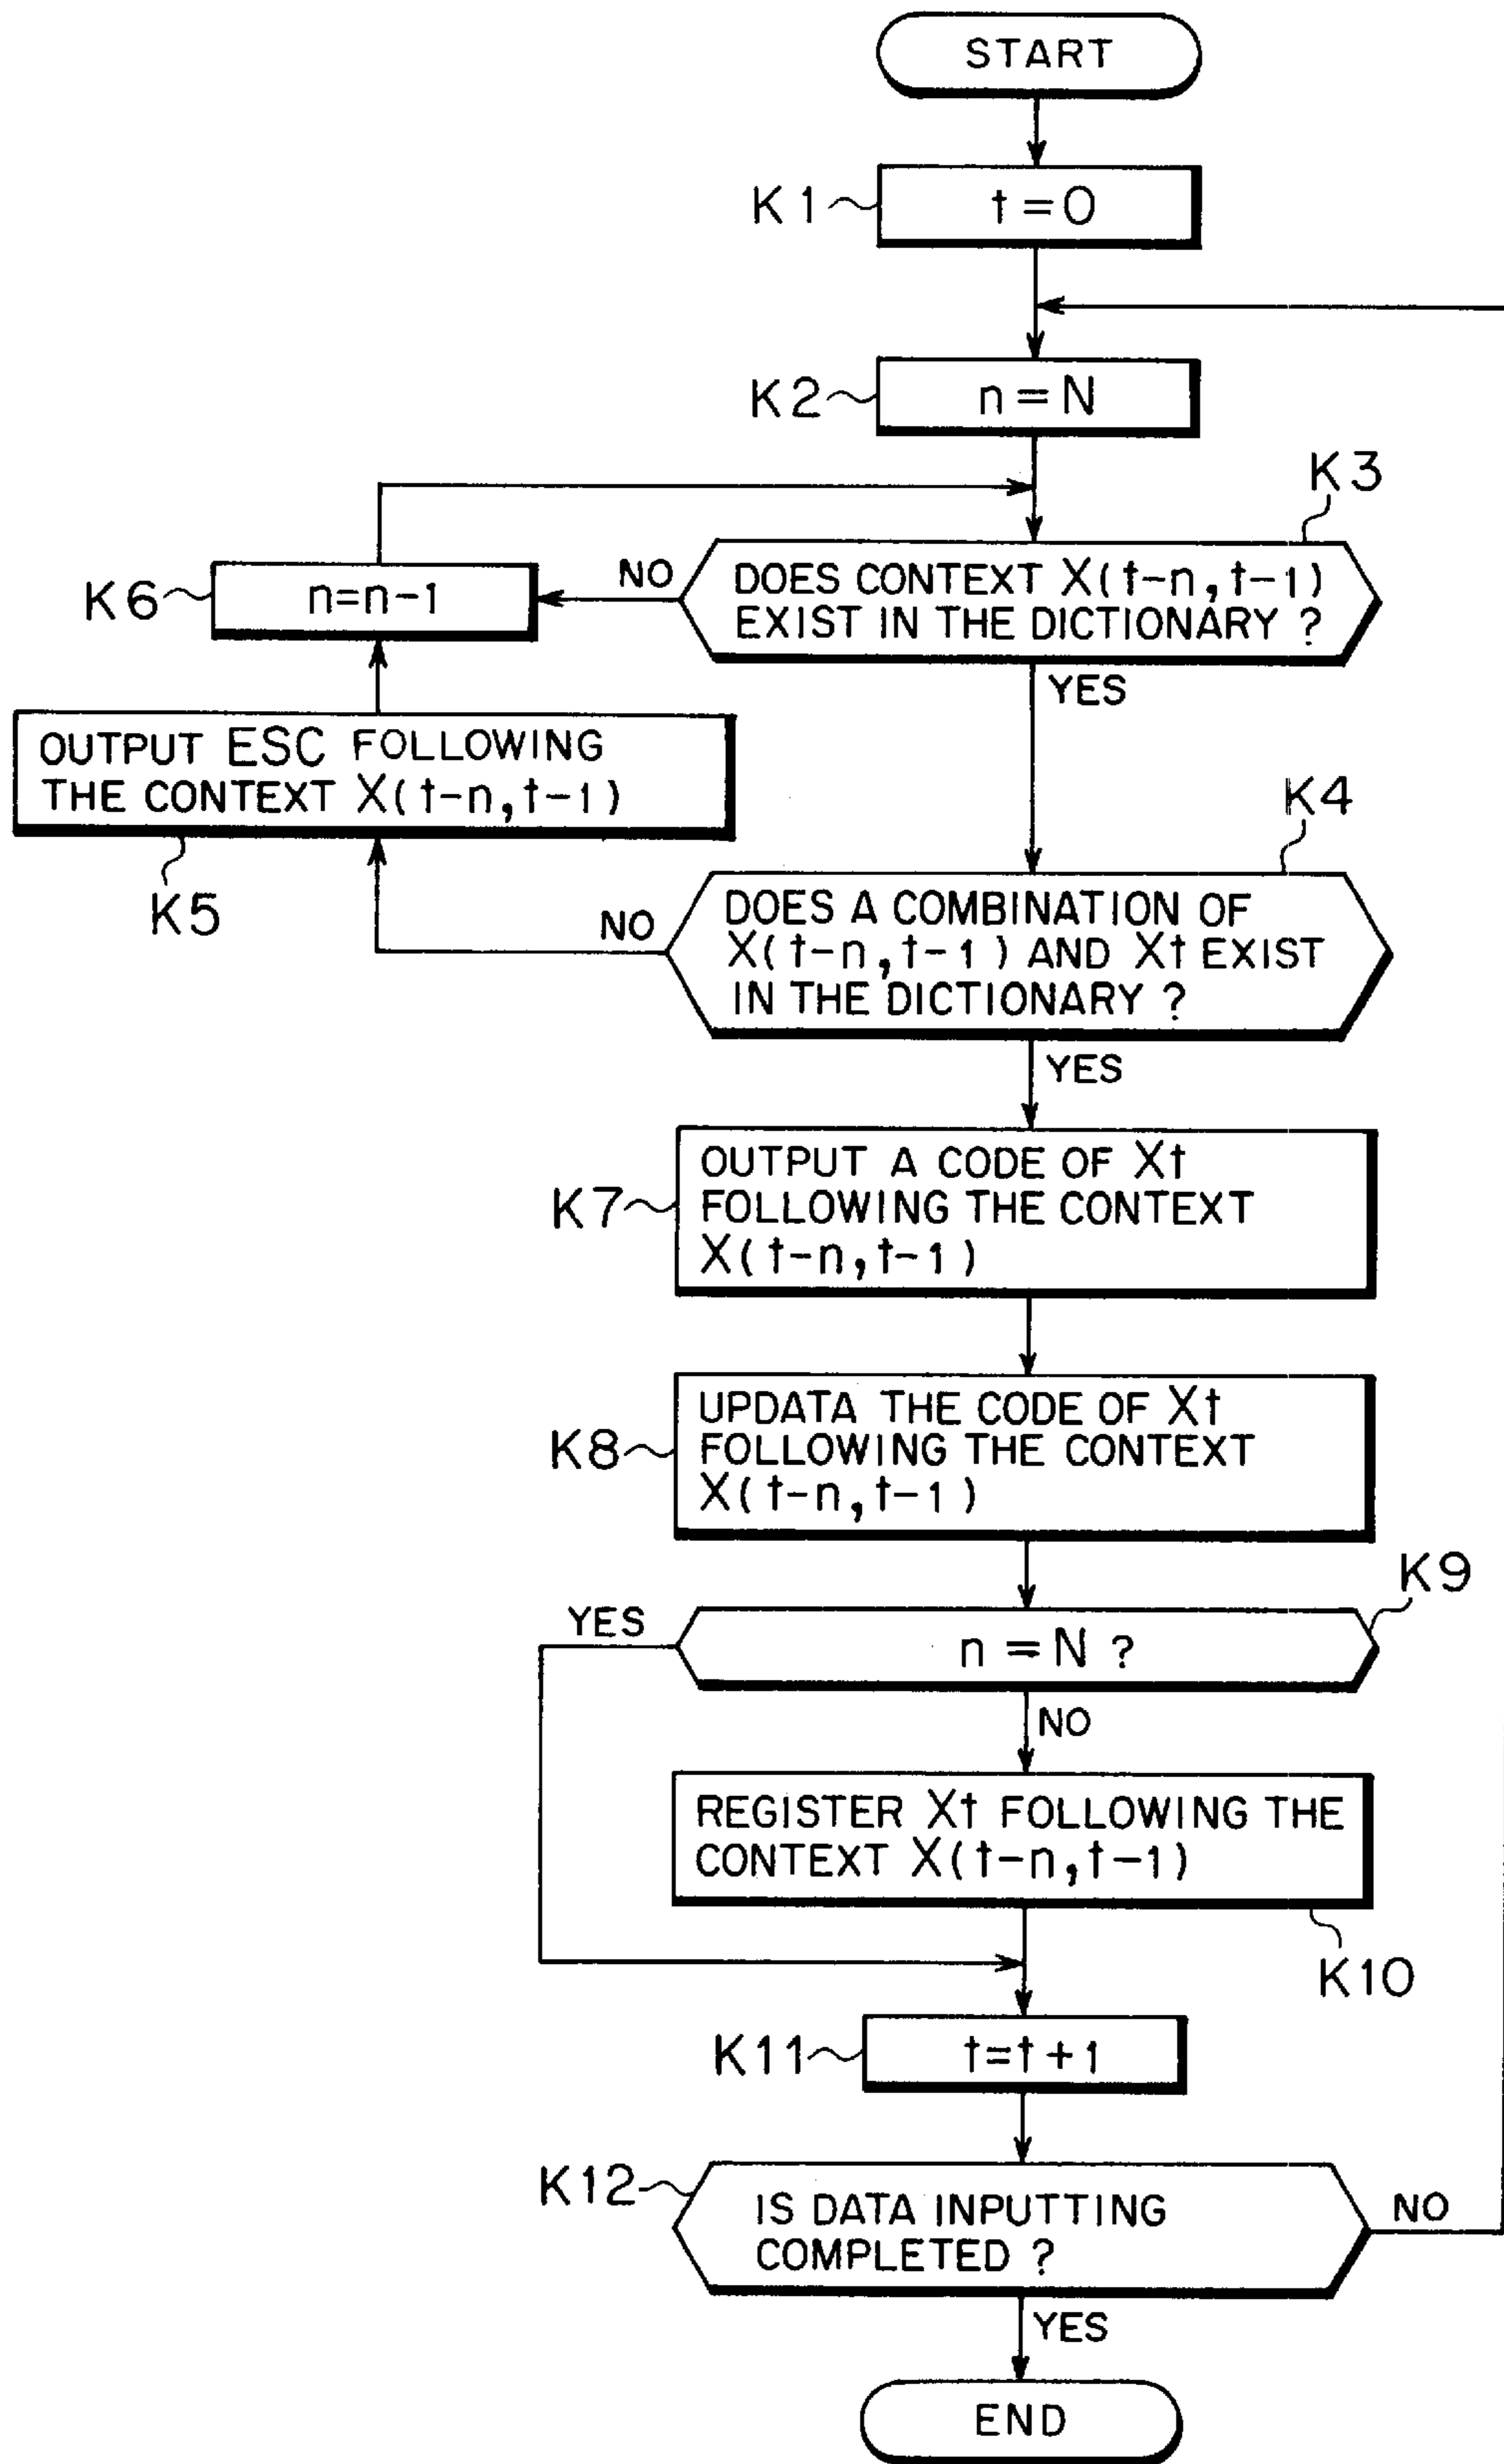 START
K1
t=0
K2
n=N
K3
DOES CONTEXT X(t-n,t-1)
EXIST IN THE DICTIONARY ?
NO
YES
K6
n=n-1
OUTPUT ESC FOLLOWING
THE CONTEXT X(t-n,t-1)
K5
K4
DOES A COMBINATION OF
X(t-n,t-1) AND Xt EXIST
IN THE DICTIONARY ?
NO
YES
K7
OUTPUT A CODE OF Xt
FOLLOWING THE CONTEXT
X(t-n,t-1)
K8
UPDATA THE CODE OF Xt
FOLLOWING THE CONTEXT
X(t-n,t-1)
K9
YES
n=N ?
NO
REGISTER Xt FOLLOWING THE
CONTEXT X(t-n,t-1)
K10
K11
t=t+1
K12
IS DATA INPUTTING
COMPLETED ?
NO
YES
END